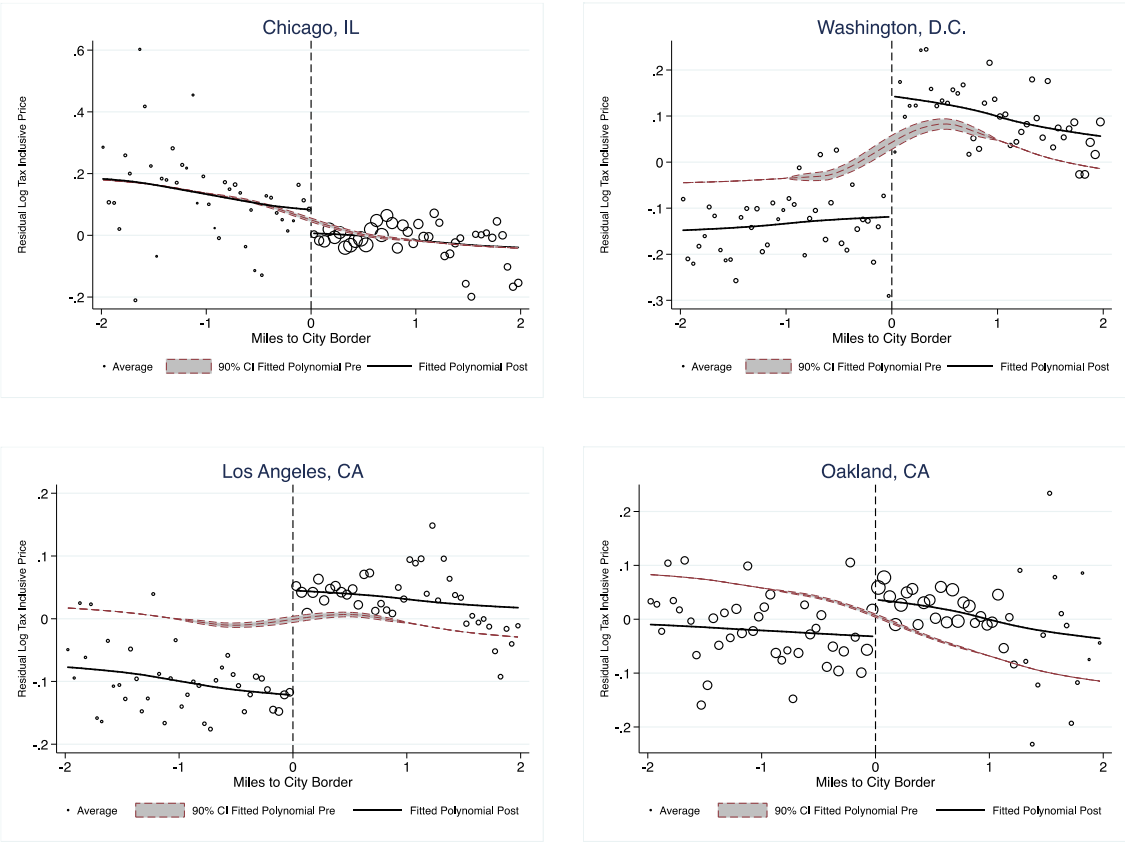 Chicago, IL
Residual Log Tax Inclusive Price
.6
.4
.2
0
-.2
-2 -1 0 1 2
Miles to City Border
Average 90% CI Fitted Polynomial Pre Fitted Polynomial Post
Washington, D.C.
Residual Log Tax Inclusive Price
.2
.1
0
-.1
-.2
-.3
-2 -1 0 1 2
Miles to City Border
Average 90% CI Fitted Polynomial Pre Fitted Polynomial Post
Los Angeles, CA
Residual Log Tax Inclusive Price
.2
.1
0
-.1
-.2
-2 -1 0 1 2
Miles to City Border
Average 90% CI Fitted Polynomial Pre Fitted Polynomial Post
Oakland, CA
Residual Log Tax Inclusive Price
.2
.1
0
-.1
-.2
-2 -1 0 1 2
Miles to City Border
Average 90% CI Fitted Polynomial Pre Fitted Polynomial Post